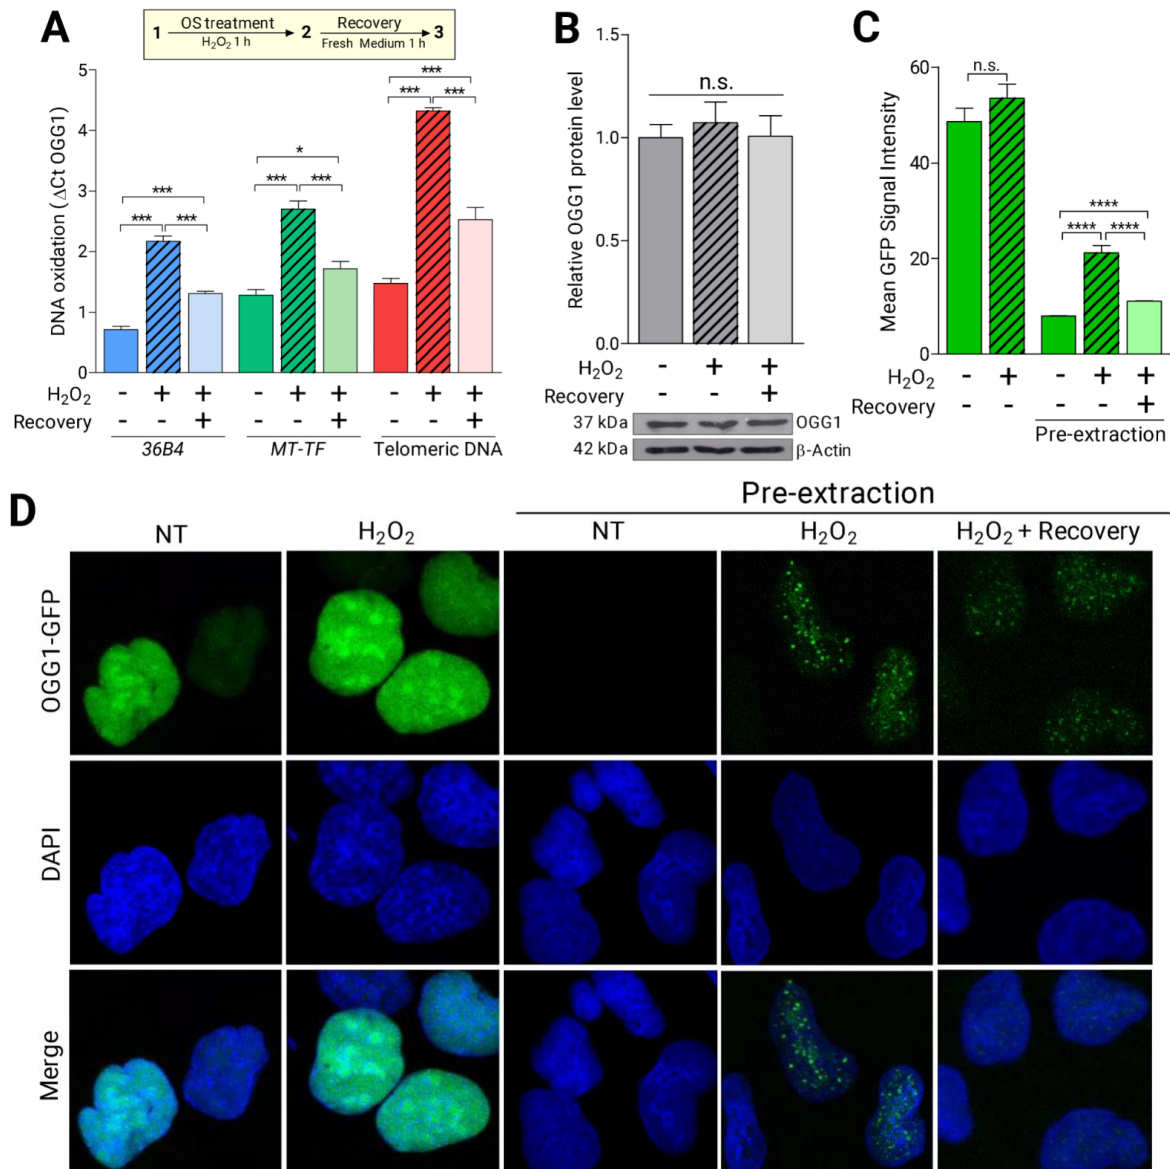 A
1 OS treatment 2 Recovery 3
H₂O₂ 1 h Fresh Medium 1 h
DNA oxidation (ΔCt OGG1)
5
4
3
2
1
0
*** *** ***
* *** ***
*** *** ***
H₂O₂ - + + - + + - + +
Recovery - - + - - + - - +
36B4 MT-TF Telomeric DNA
B
Relative OGG1 protein level
1.5
1.0
0.5
0.0
n.s.
H₂O₂ - + +
Recovery - - +
37 kDa OGG1
42 kDa β-Actin
C
Mean GFP Signal Intensity
60
40
20
0
n.s.
****
**** ****
H₂O₂ - + - + +
Recovery - - - - +
Pre-extraction
D
Pre-extraction
NT H₂O₂ NT H₂O₂ H₂O₂ + Recovery
OGG1-GFP
DAPI
Merge